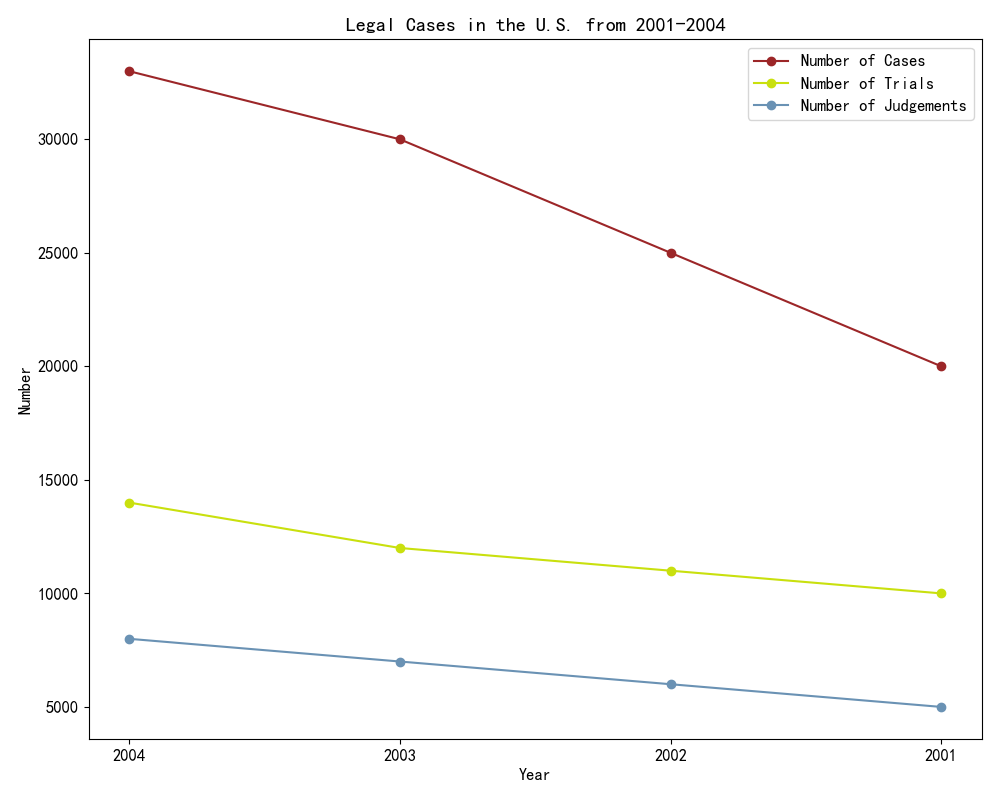 Legal Cases in the U.S. from 2001-2004
Number of Cases
Number of Trials
Number of Judgements
30000
25000
20000
15000
10000
5000
Number
2004 2003 2002 2001
Year